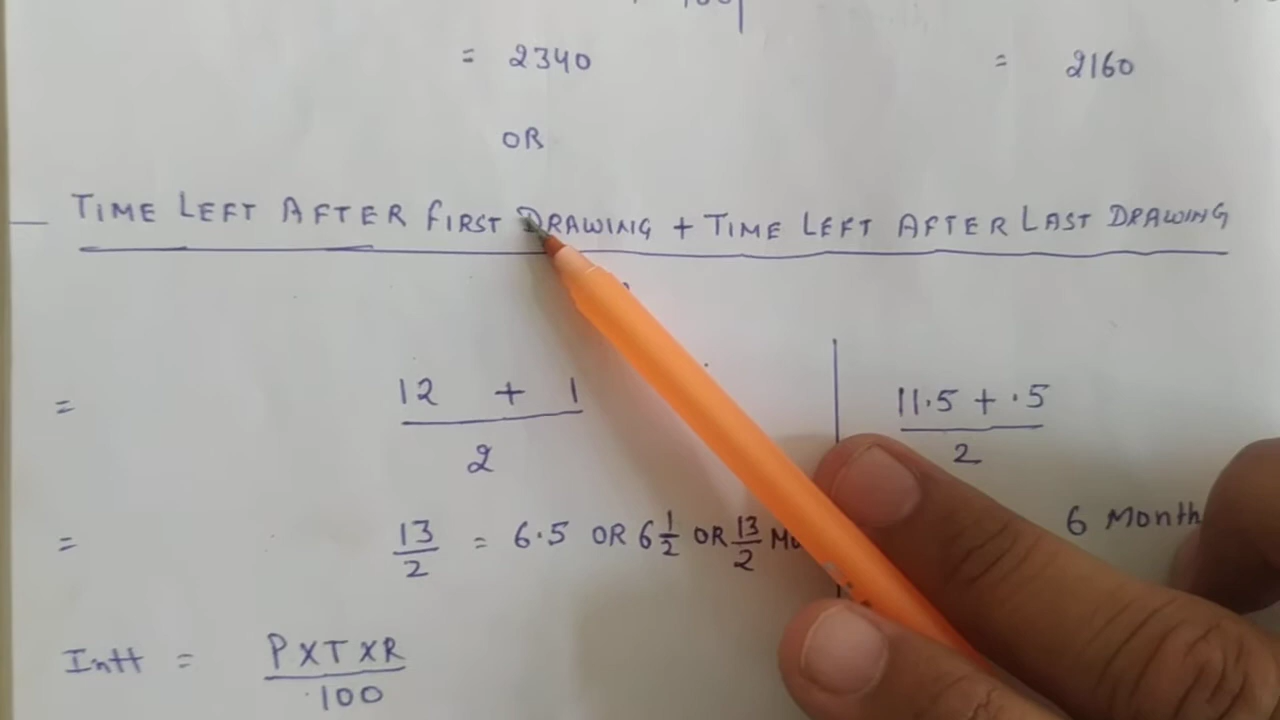 = 2340 = 2160
OR
TIME LEFT AFTER FIRST DRAWING + TIME LEFT AFTER LAST DRAWING
= 12 + 1 11.5 + .5
2 2
= 13/2 = 6.5 OR 6 1/2 OR 13/2 6 Month
Intt = P X T X R
100